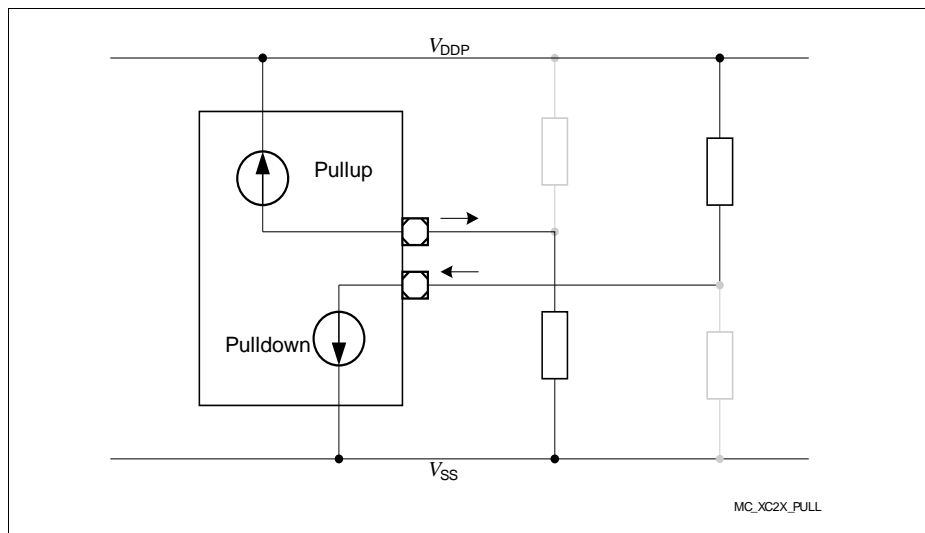 VDDP
Pullup
Pulldown
VSS
MC_XC2X_PULL